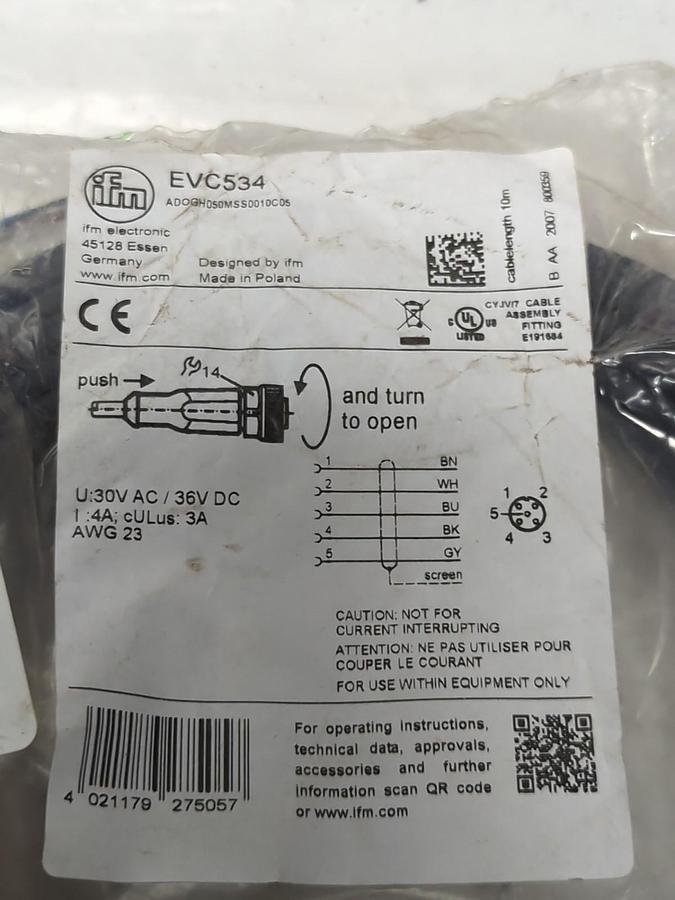 ifm
EVC534
ADOGH050MSS0010C05
ifm electronic
45128 Essen
Germany
www.ifm.com
Designed by ifm
Made in Poland
cablelength 10m
B AA 2007 800359
CE
C UL US
LISTED
CYJV/7 CABLE
ASSEMBLY
FITTING
E191684
push
14
and turn
to open
U:30V AC / 36V DC
I :4A; cULus: 3A
AWG 23
1 BN
2 WH
3 BU
4 BK
5 GY
screen
1 2
5
4 3
CAUTION: NOT FOR
CURRENT INTERRUPTING
ATTENTION: NE PAS UTILISER POUR
COUPER LE COURANT
FOR USE WITHIN EQUIPMENT ONLY
4 021179 275057
For operating instructions,
technical data, approvals,
accessories and further
information scan QR code
or www.ifm.com